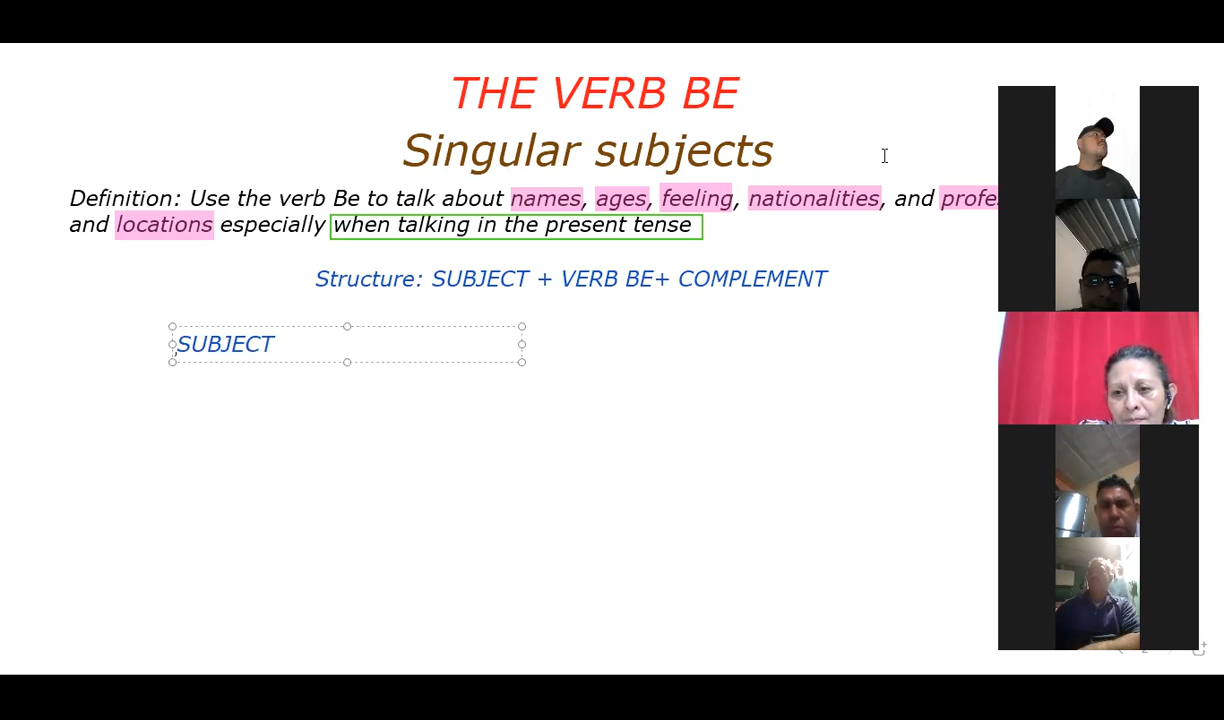 THE VERB BE
Singular subjects
Definition: Use the verb Be to talk about names, ages, feeling, nationalities, and
and locations especially when talking in the present tense
Structure: SUBJECT + VERB BE+ COMPLEMENT
SUBJECT